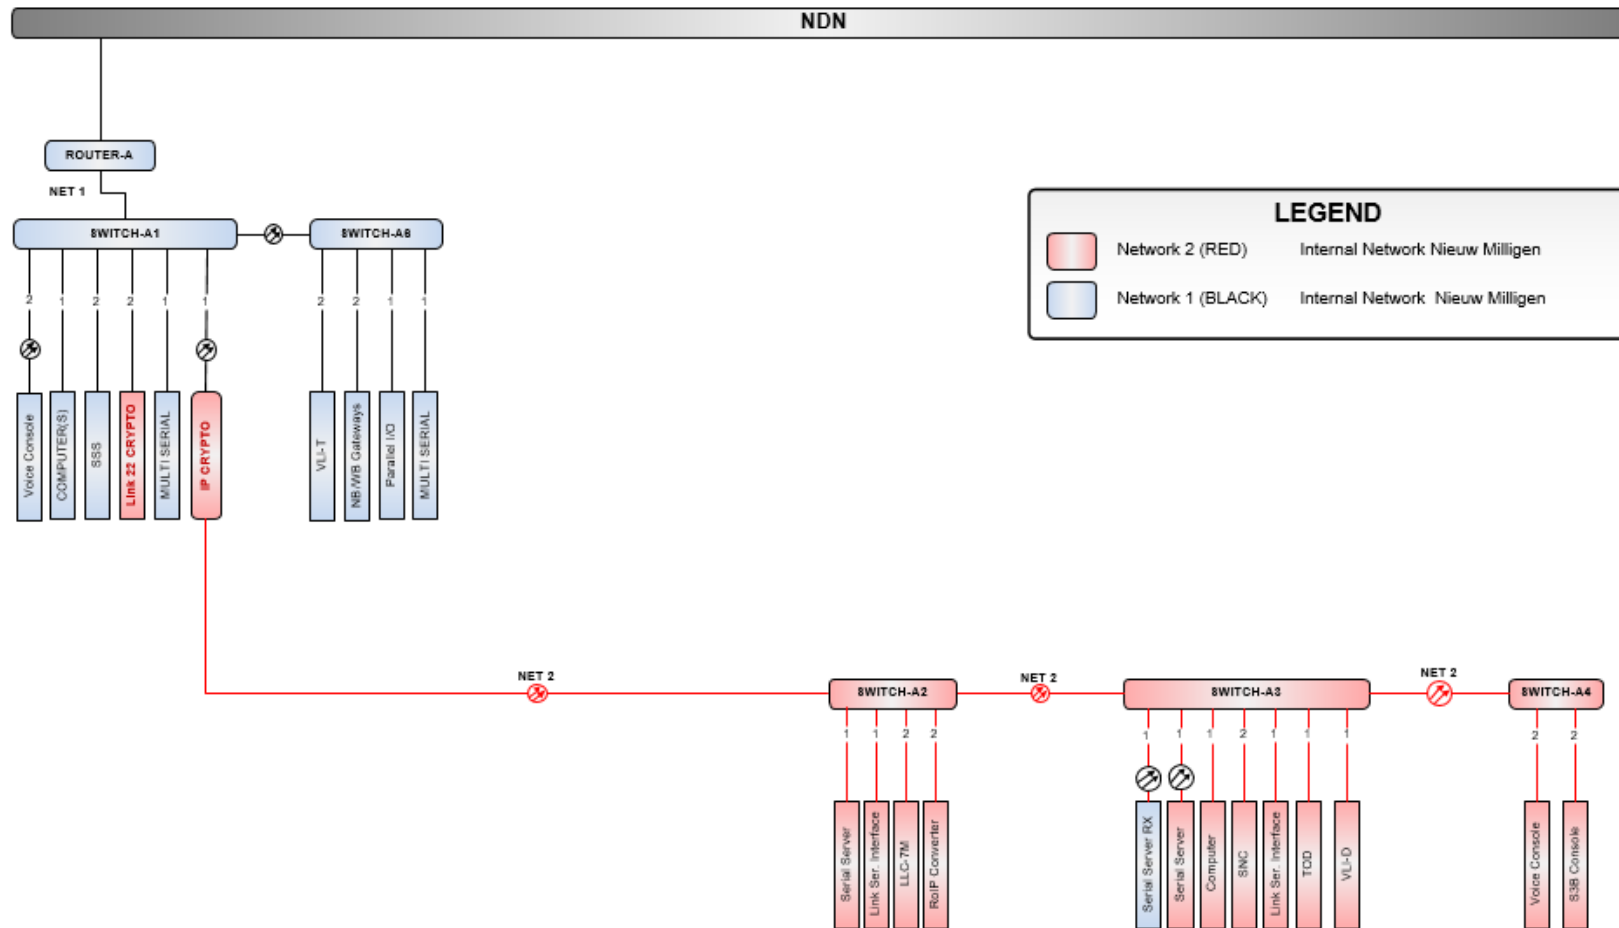 NDN
ROUTER-A
NET 1
SWITCH-A1
SWITCH-A6
LEGEND
Network 2 (RED) Internal Network Nieuw Milligen
Network 1 (BLACK) Internal Network Nieuw Milligen
2 1 2 2 1 1 2 2 1 1
Voice Console
COMPUTER(S)
SSS
Link 22 CRYPTO
MULTI SERIAL
IP CRYPTO
VLI-T
NB/WB Gateways
Parallel I/O
MULTI SERIAL
NET 2
NET 2
NET 2
SWITCH-A2
SWITCH-A3
SWITCH-A4
1 1 2 2 1 1 1 2 1 1 1 2 2
Serial Server
Link Ser. Interface
LLC-7M
RoIP Converter
Serial Server RX
Serial Server
Computer
SNC
Link Ser. Interface
TOD
VLI-D
Voice Console
S3B Console